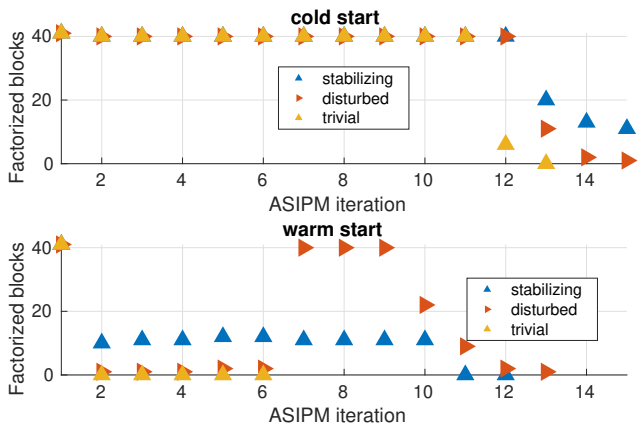 cold start
Factorized blocks
40
20
0
stabilizing
disturbed
trivial
2 4 6 8 10 12 14
ASIPM iteration
warm start
Factorized blocks
40
20
0
stabilizing
disturbed
trivial
2 4 6 8 10 12 14
ASIPM iteration